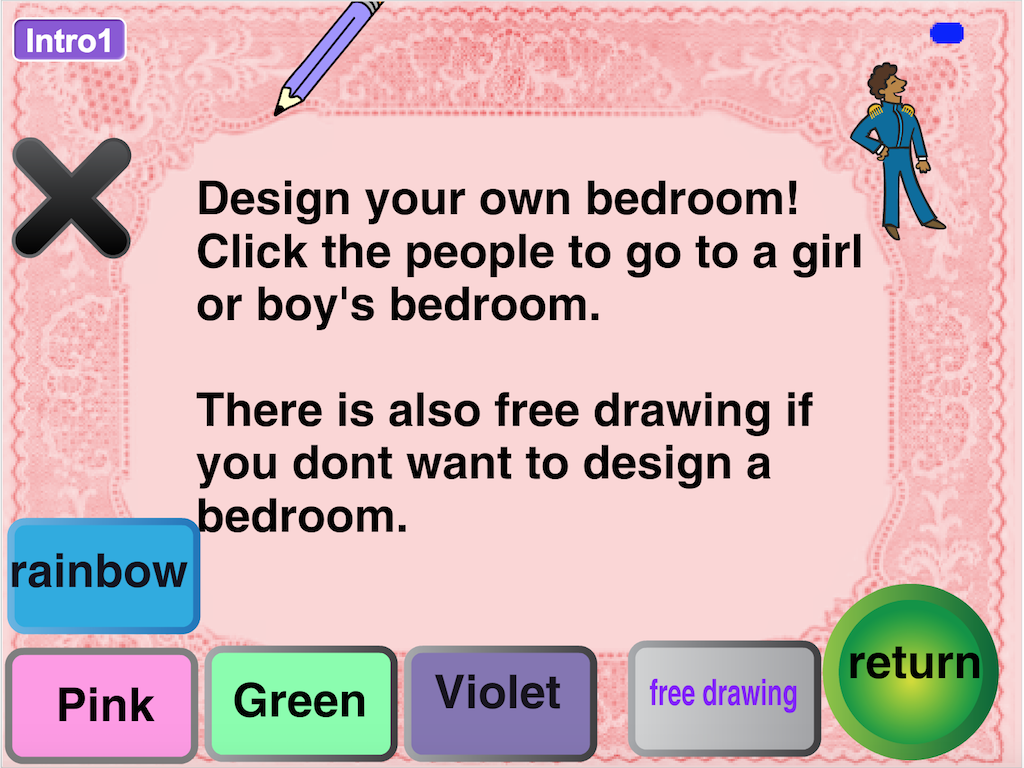 Intro1
Design your own bedroom!
Click the people to go to a girl
or boy's bedroom.
There is also free drawing if
you dont want to design a
bedroom.
rainbow
Pink
Green
Violet
free drawing
return